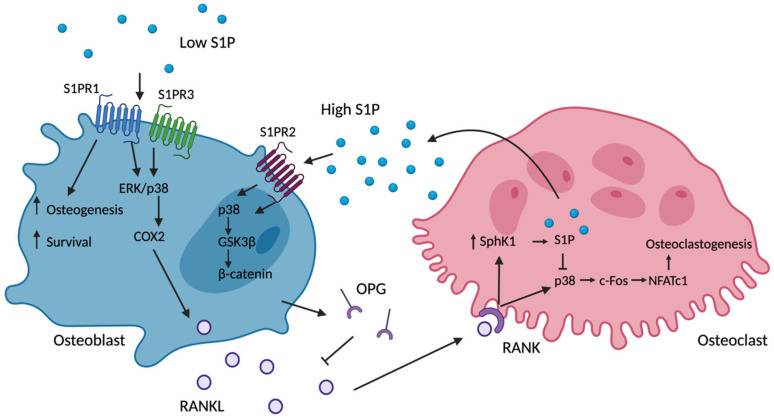 Low S1P
S1PR1
S1PR3
High S1P
S1PR2
ERK/p38
Osteogenesis
p38
COX2
Survival
GSK3β
β-catenin
SphK1
S1P
Osteoclastogenesis
p38
c-Fos
NFATc1
OPG
Osteoblast
RANK
Osteoclast
RANKL